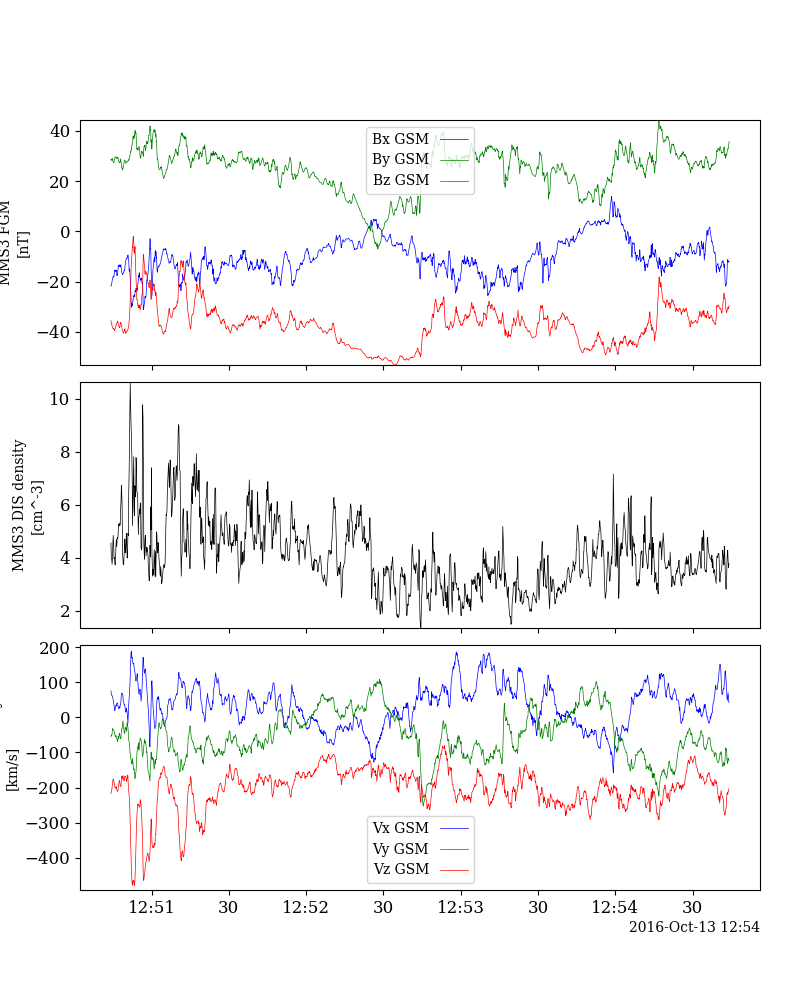 40
20
0
−20
−40
MMS3 FGM
[nT]
Bx GSM
By GSM
Bz GSM
10
8
6
4
2
MMS3 DIS density
[cm^-3]
200
100
0
−100
−200
−300
−400
[km/s]
Vx GSM
Vy GSM
Vz GSM
12:51
30
12:52
30
12:53
30
12:54
30
2016-Oct-13 12:54